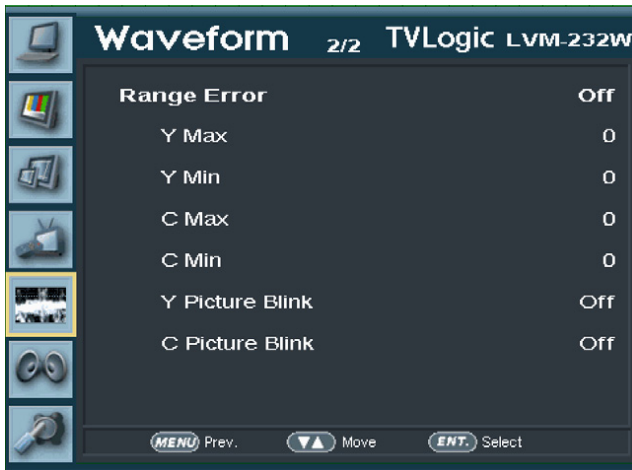 Waveform 2/2 TVLogic LVM-232W
Range Error Off
Y Max 0
Y Min 0
C Max 0
C Min 0
Y Picture Blink Off
C Picture Blink Off
MENU Prev. ▼▲ Move ENT. Select